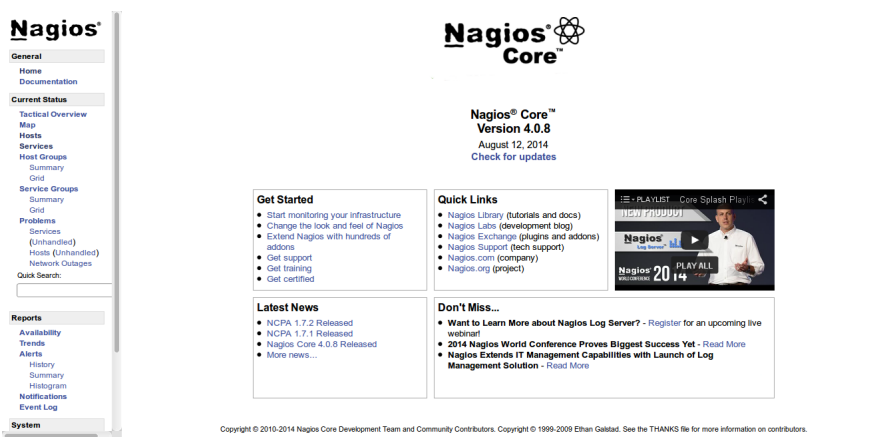 Nagios®
General
Home
Documentation
Current Status
Tactical Overview
Map
Hosts
Services
Host Groups
Summary
Grid
Service Groups
Summary
Grid
Problems
Services
(Unhandled)
Hosts (Unhandled)
Network Outages
Quick Search:
Reports
Availability
Trends
Alerts
History
Summary
Histogram
Notifications
Event Log
System
Nagios®
Core™
Nagios® Core™
Version 4.0.8
August 12, 2014
Check for updates
Get Started
Start monitoring your infrastructure
Change the look and feel of Nagios
Extend Nagios with hundreds of
addons
Get support
Get training
Get certified
Quick Links
Nagios Library (tutorials and docs)
Nagios Labs (development blog)
Nagios Exchange (plugins and addons)
Nagios Support (tech support)
Nagios.com (company)
Nagios.org (project)
PLAYLIST Core Splash Playlis
NEW PRODUCT
Nagios
Log Server
Nagios 20 14
WORLD CONFERENCE
PLAY ALL
Latest News
NCPA 1.7.2 Released
NCPA 1.7.1 Released
Nagios Core 4.0.8 Released
More news...
Don't Miss...
Want to Learn More about Nagios Log Server? - Register for an upcoming live
webinar!
2014 Nagios World Conference Proves Biggest Success Yet - Read More
Nagios Extends IT Management Capabilities with Launch of Log
Management Solution - Read More
Copyright © 2010-2014 Nagios Core Development Team and Community Contributors. Copyright © 1999-2009 Ethan Galstad. See the THANKS file for more information on contributors.